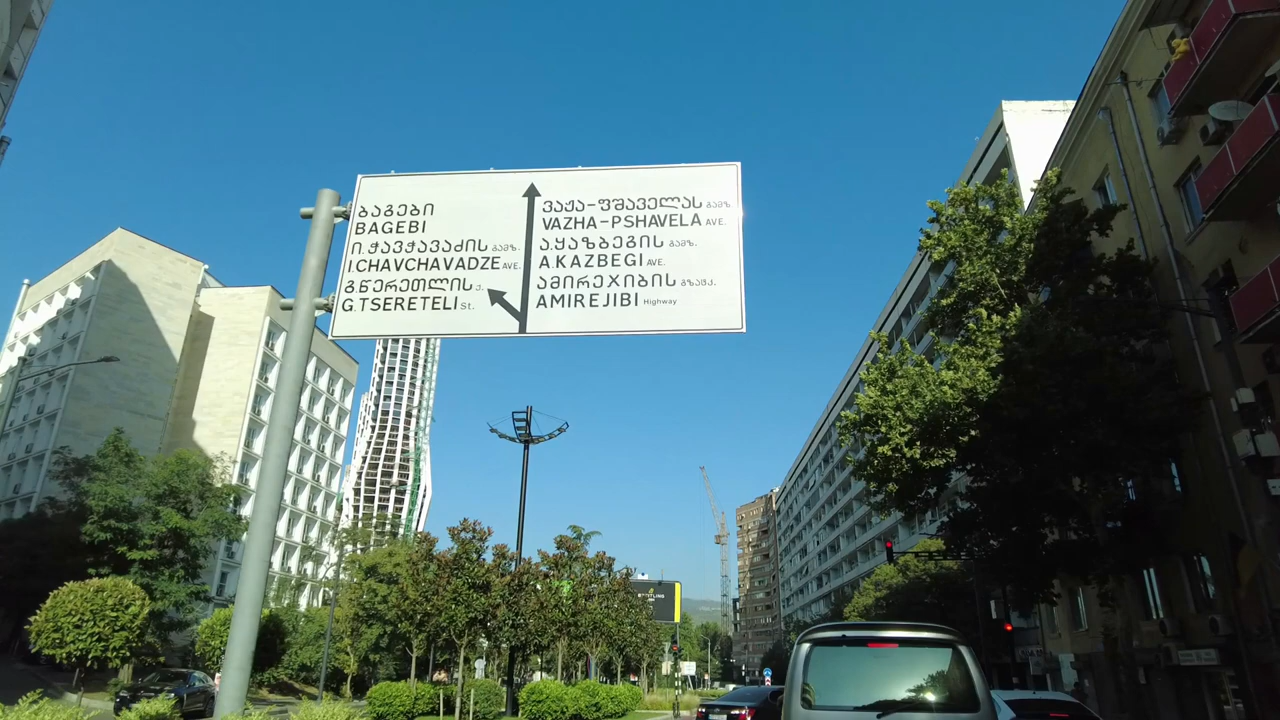 ბაგები
BAGEBI
ი.ჭავჭავაძის გამზ.
I.CHAVCHAVADZE AVE.
გ.წერეთლის ქ.
G.TSERETELI St.
ვაჟა-ფშაველას გამზ.
VAZHA-PSHAVELA AVE.
ა.ყაზბეგის გამზ.
A.KAZBEGI AVE.
ამირეჯიბის გზატკ.
AMIREJIBI Highway
BREITLING